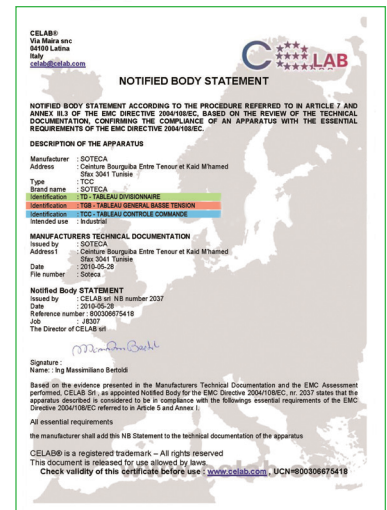 CELAB®
Via Maira snc
04100 Latina
Italy
celab@celab.com
CE LAB
NOTIFIED BODY STATEMENT
NOTIFIED BODY STATEMENT ACCORDING TO THE PROCEDURE REFERRED TO IN ARTICLE 7 AND
ANNEX III.3 OF THE EMC DIRECTIVE 2004/108/EC, BASED ON THE REVIEW OF THE TECHNICAL
DOCUMENTATION, CONFIRMING THE COMPLIANCE OF AN APPARATUS WITH THE ESSENTIAL
REQUIREMENTS OF THE EMC DIRECTIVE 2004/108/EC.
DESCRIPTION OF THE APPARATUS
Manufacturer : SOTECA
Address : Ceinture Bourguiba Entre Tenour et Kaid M'hamed
Sfax 3041 Tunisie
Type : TCC
Brand name : SOTECA
Identification : TD - TABLEAU DIVISIONNAIRE
Identification : TGB - TABLEAU GENERAL BASSE TENSION
Identification : TCC - TABLEAU CONTROLE COMMANDE
Intended use : Industrial
MANUFACTURERS TECHNICAL DOCUMENTATION
Issued by : SOTECA
Address1 : Ceinture Bourguiba Entre Tenour et Kaid M'hamed
Sfax 3041 Tunisie
Date : 2010-05-28
File number : Soteca
Notified Body STATEMENT
Issued by : CELAB srl NB number 2037
Date : 2010-05-28
Reference number : 800306675418
Job : J8307
The Director of CELAB srl
Signature :
Name: : Ing Massimiliano Bertoldi
Based on the evidence presented in the Manufacturers Technical Documentation and the EMC Assessment
performed, CELAB Srl , as appointed Notified Body for the EMC Directive 2004/108/EC, nr. 2037 states that the
apparatus described is considered to be in compliance with the followings essential requirements of the EMC
Directive 2004/108/EC referred to in Article 5 and Annex I:
All essential requirements
the manufacturer shall add this NB Statement to the technical documentation of the apparatus
CELAB® is a registered trademark – All rights reserved
This document is released for use allowed by laws.
Check validity of this certificate before use : www.celab.com , UCN=800306675418